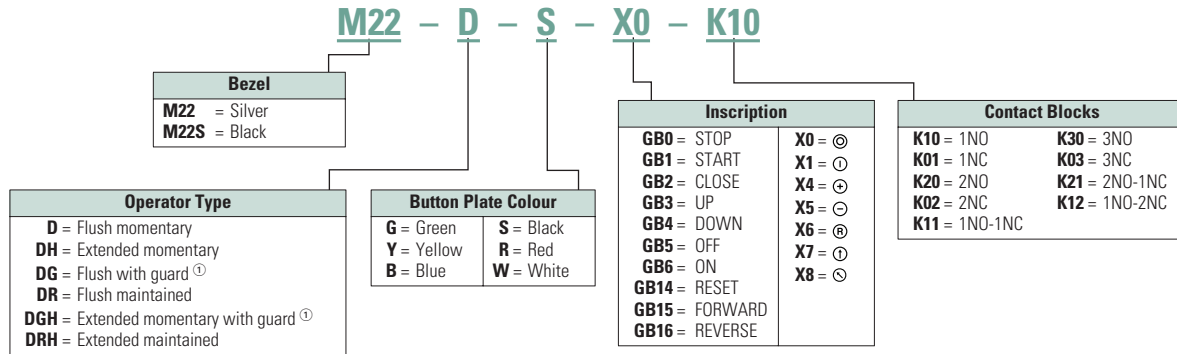 M22 – D – S – X0 – K10
Bezel
M22 = Silver
M22S = Black
Operator Type
D = Flush momentary
DH = Extended momentary
DG = Flush with guard ①
DR = Flush maintained
DGH = Extended momentary with guard ①
DRH = Extended maintained
Button Plate Colour
G = Green
Y = Yellow
B = Blue
S = Black
R = Red
W = White
Inscription
GB0 = STOP
GB1 = START
GB2 = CLOSE
GB3 = UP
GB4 = DOWN
GB5 = OFF
GB6 = ON
GB14 = RESET
GB15 = FORWARD
GB16 = REVERSE
X0 = ◎
X1 = ⏼
X4 = ⊕
X5 = ⊖
X6 = Ⓡ
X7 =
X8 =
Contact Blocks
K10 = 1NO
K01 = 1NC
K20 = 2NO
K02 = 2NC
K11 = 1NO-1NC
K30 = 3NO
K03 = 3NC
K21 = 2NO-1NC
K12 = 1NO-2NC